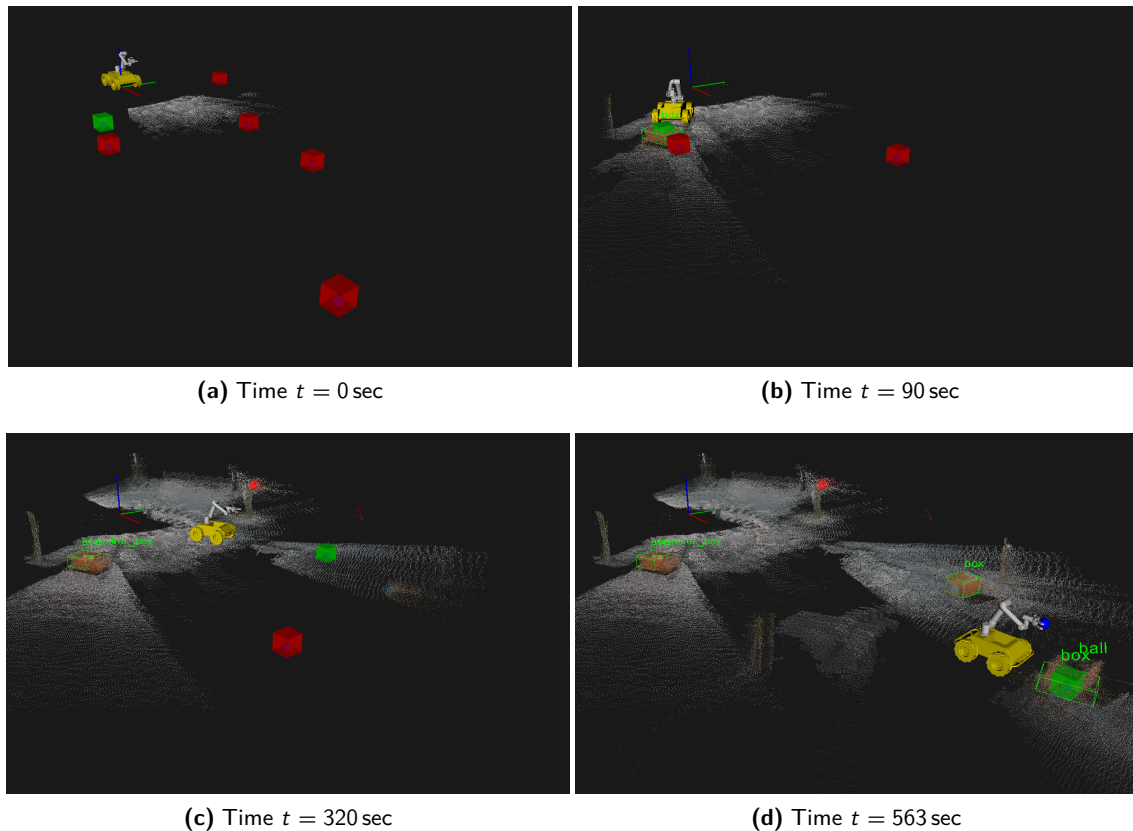 (a) Time t = 0 sec
(b) Time t = 90 sec
box
ball
box
(c) Time t = 320 sec
(d) Time t = 563 sec